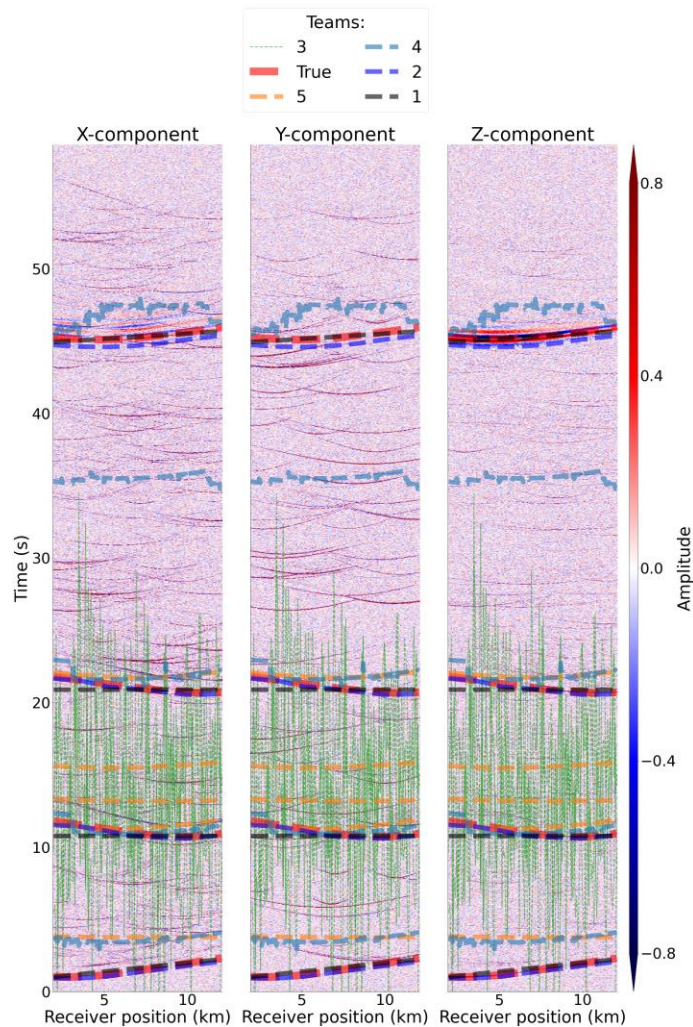 Teams:
3 4
True 2
5 1
X-component Y-component Z-component
0.8
50
40
0.4
30
Time (s)
0.0
Amplitude
20
−0.4
10
−0.8
0
5 10 5 10 5 10
Receiver position (km) Receiver position (km) Receiver position (km)